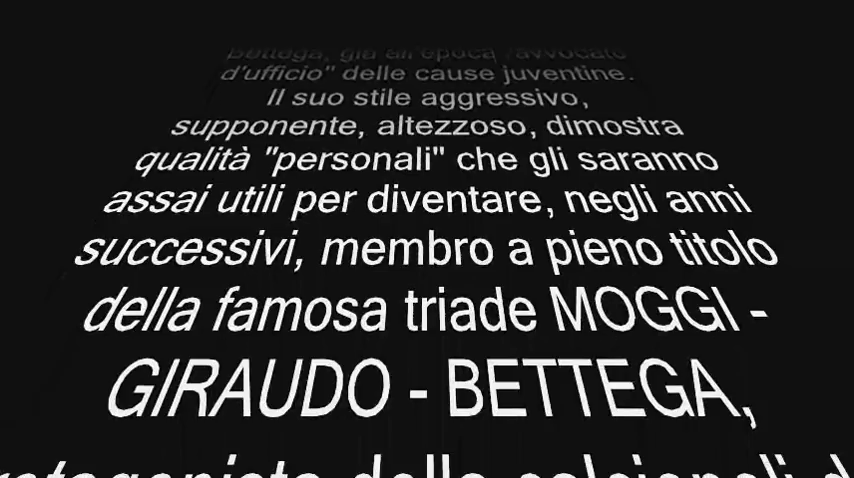 Bettega, già all'epoca "avvocato
d'ufficio" delle cause juventine.
Il suo stile aggressivo,
supponente, altezzoso, dimostra
qualità "personali" che gli saranno
assai utili per diventare, negli anni
successivi, membro a pieno titolo
della famosa triade MOGGI -
GIRAUDO - BETTEGA,